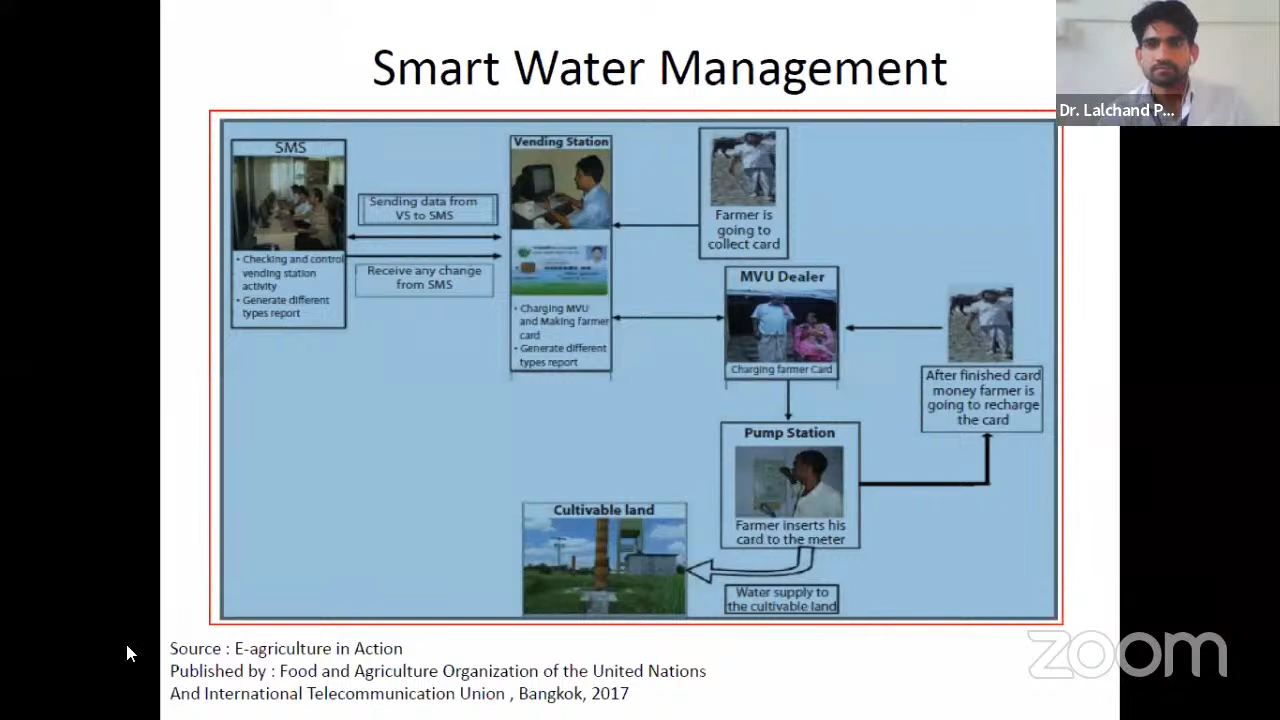 Smart Water Management
Dr. Lalchand P...
SMS
Sending data from
VS to SMS
Receive any change
from SMS
• Checking and control
vending station
activity
• Generate different
types report
Vending Station
• Charging MVU
and Making farmer
card
• Generate different
types report
Farmer is
going to
collect card
MVU Dealer
Charging farmer Card
After finished card
money farmer is
going to recharge
the card
Pump Station
Farmer inserts his
card to the meter
Cultivable land
Water supply to
the cultivable land
Source : E-agriculture in Action
Published by : Food and Agriculture Organization of the United Nations
And International Telecommunication Union , Bangkok, 2017
zoom